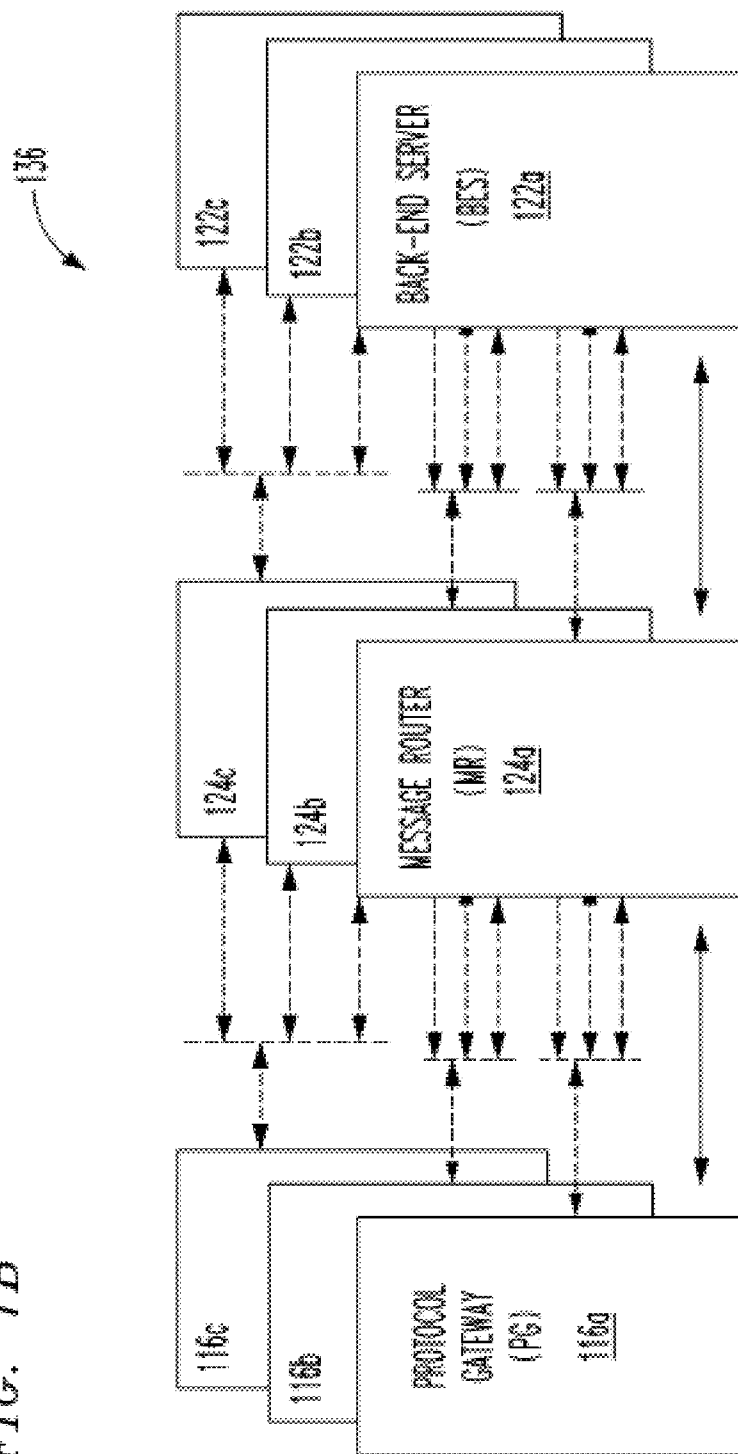 FIG. 1B
136
116c
116b
PROTOCOL
GATEWAY
(PG)
116a
124c
124b
MESSAGE ROUTER
(MR)
124a
122c
122b
BACK-END SERVER
(BES)
122a